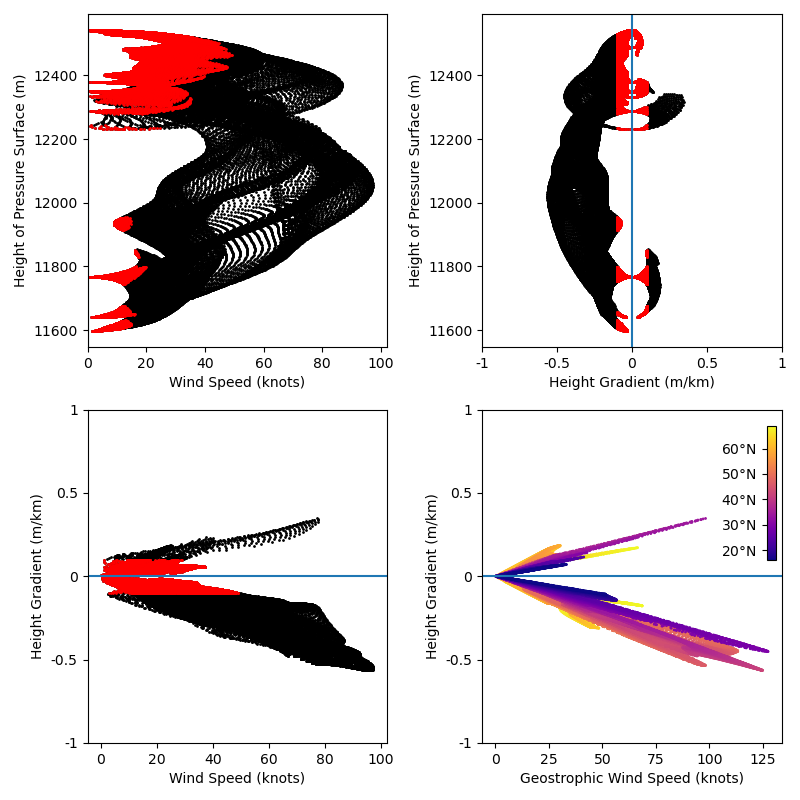 12400
12200
12000
11800
11600
Height of Pressure Surface (m)
0 20 40 60 80 100
Wind Speed (knots)
12400
12200
12000
11800
11600
Height of Pressure Surface (m)
-1 -0.5 0 0.5 1
Height Gradient (m/km)
1
0.5
0
-0.5
-1
Height Gradient (m/km)
0 20 40 60 80 100
Wind Speed (knots)
1
0.5
0
-0.5
-1
Height Gradient (m/km)
60°N
50°N
40°N
30°N
20°N
0 25 50 75 100 125
Geostrophic Wind Speed (knots)